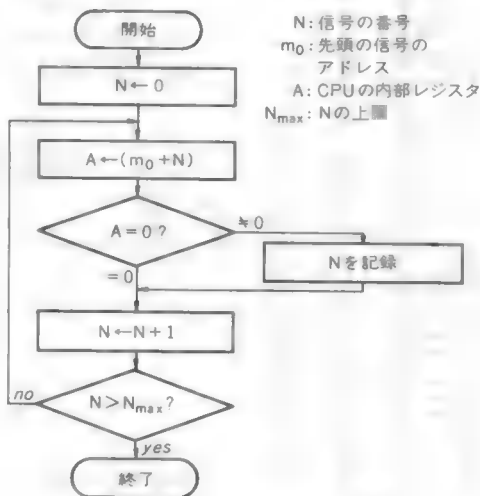 開始
N:信号の番号
m₀:先頭の信号の
アドレス
A:CPUの内部レジスタ
Nmax:Nの上
N←0
A←(m₀+N)
A=0?
≒0
=0
Nを記録
N←N+1
no
N>Nmax?
yes
終了